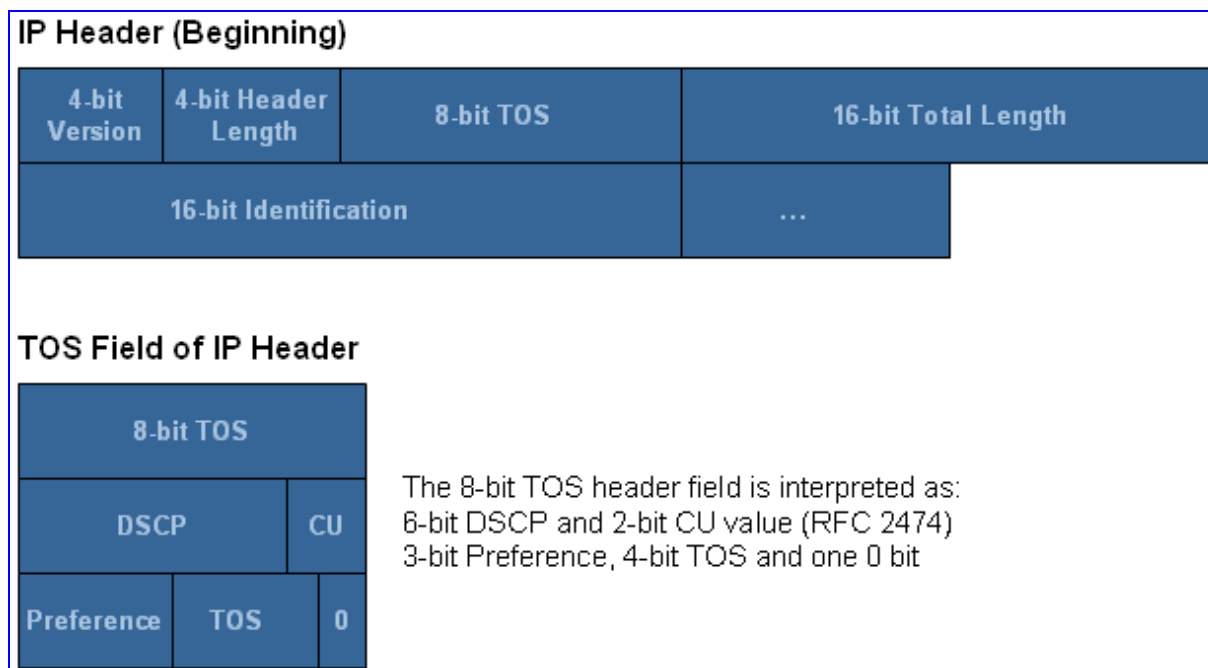 IP Header (Beginning)
4-bit Version
4-bit Header Length
8-bit TOS
16-bit Total Length
16-bit Identification
...
TOS Field of IP Header
8-bit TOS
DSCP
CU
Preference
TOS
0
The 8-bit TOS header field is interpreted as:
6-bit DSCP and 2-bit CU value (RFC 2474)
3-bit Preference, 4-bit TOS and one 0 bit